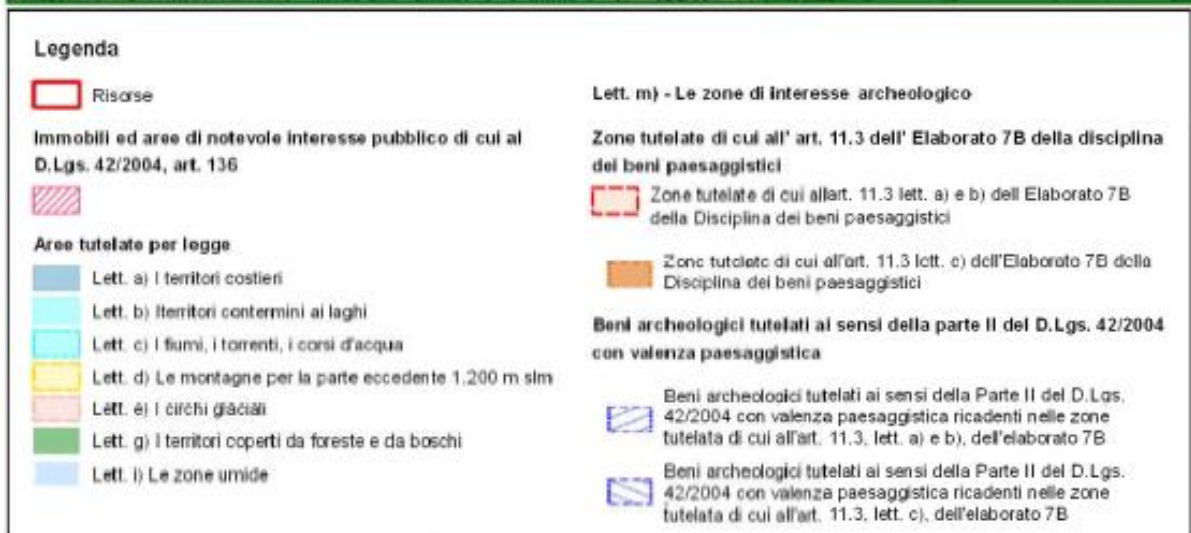 Legenda
Risorse
Immobili ed aree di notevole interesse pubblico di cui al
D.Lgs. 42/2004, art. 136
Aree tutelate per legge
Lett. a) I territori costieri
Lett. b) Iterritori contermini ai laghi
Lett. c) I fiumi, i torrenti, i corsi d'acqua
Lett. d) Le montagne per la parte eccedente 1.200 m slm
Lett. e) I circhi glaciali
Lett. g) I territori coperti da foreste e da boschi
Lett. i) Le zone umide
Lett. m) - Le zone di interesse archeologico
Zone tutelate di cui all' art. 11.3 dell' Elaborato 7B della disciplina
dei beni paesaggistici
Zone tutelate di cui allart. 11.3 lett. a) e b) dell Elaborato 7B
della Disciplina dei beni paesaggistici
Zone tutelate di cui all'art. 11.3 lett. c) dell'Elaborato 7B della
Disciplina dei beni paesaggistici
Beni archeologici tutelati ai sensi della parte II del D.Lgs. 42/2004
con valenza paesaggistica
Beni archeologici tutelati ai sensi della Parte II del D.Lgs.
42/2004 con valenza paesaggistica ricadenti nelle zone
tutelata di cui all'art. 11.3, lett. a) e b), dell'elaborato 7B
Beni archeologici tutelati ai sensi della Parte II del D.Lgs.
42/2004 con valenza paesaggistica ricadenti nelle zone
tutelata di cui all'art. 11.3, lett. c), dell'elaborato 7B